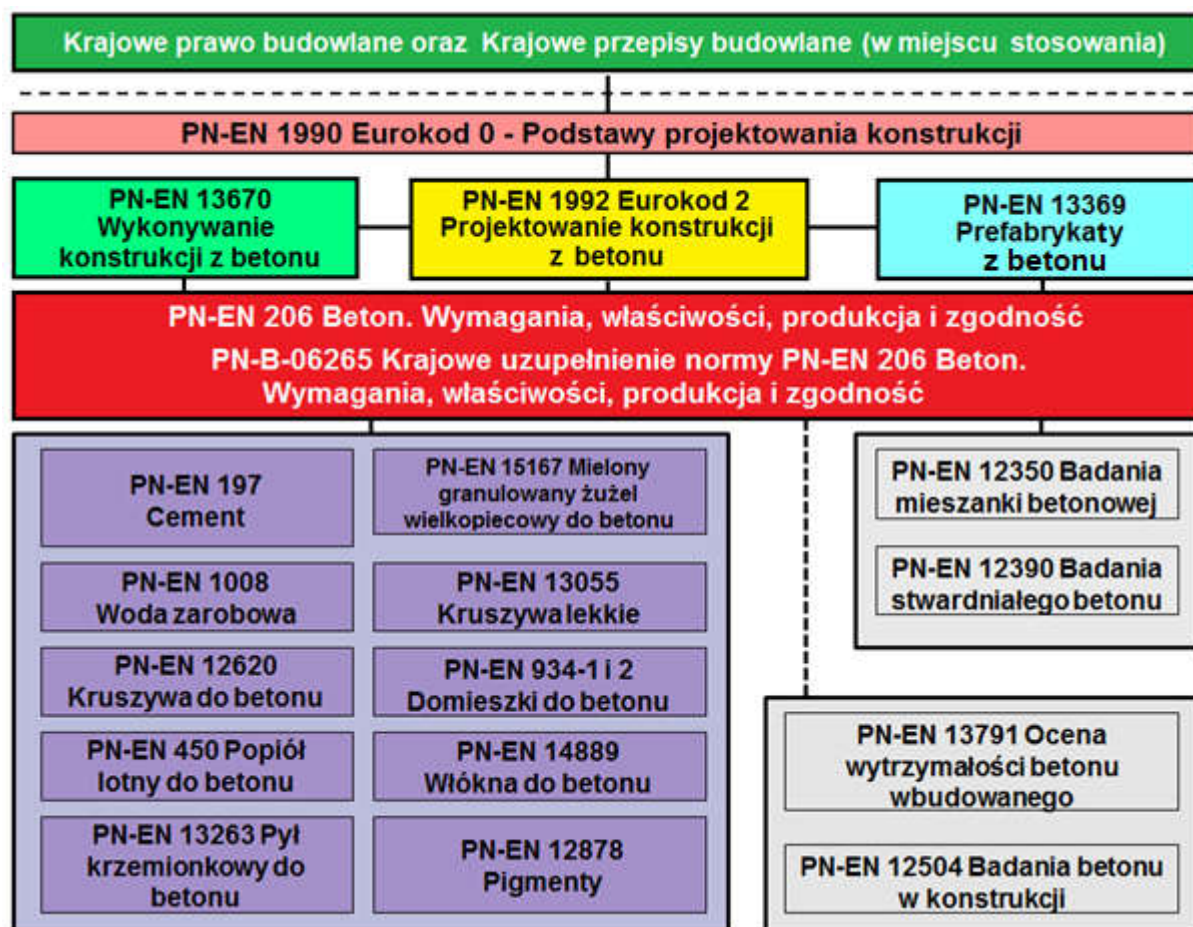 Krajowe prawo budowlane oraz Krajowe przepisy budowlane (w miejscu stosowania)
PN-EN 1990 Eurokod 0 - Podstawy projektowania konstrukcji
PN-EN 13670
Wykonywanie
konstrukcji z betonu
PN-EN 1992 Eurokod 2
Projektowanie konstrukcji
z betonu
PN-EN 13369
Prefabrykaty
z betonu
PN-EN 206 Beton. Wymagania, właściwości, produkcja i zgodność
PN-B-06265 Krajowe uzupełnienie normy PN-EN 206 Beton.
Wymagania, właściwości, produkcja i zgodność
PN-EN 197
Cement
PN-EN 15167 Mielony
granulowany żużel
wielkopiecowy do betonu
PN-EN 1008
Woda zarobowa
PN-EN 13055
Kruszywa lekkie
PN-EN 12620
Kruszywa do betonu
PN-EN 934-1 i 2
Domieszki do betonu
PN-EN 450 Popiół
lotny do betonu
PN-EN 14889
Włókna do betonu
PN-EN 13263 Pył
krzemionkowy do
betonu
PN-EN 12878
Pigmenty
PN-EN 12350 Badania
mieszanki betonowej
PN-EN 12390 Badania
stwardniałego betonu
PN-EN 13791 Ocena
wytrzymałości betonu
wbudowanego
PN-EN 12504 Badania betonu
w konstrukcji